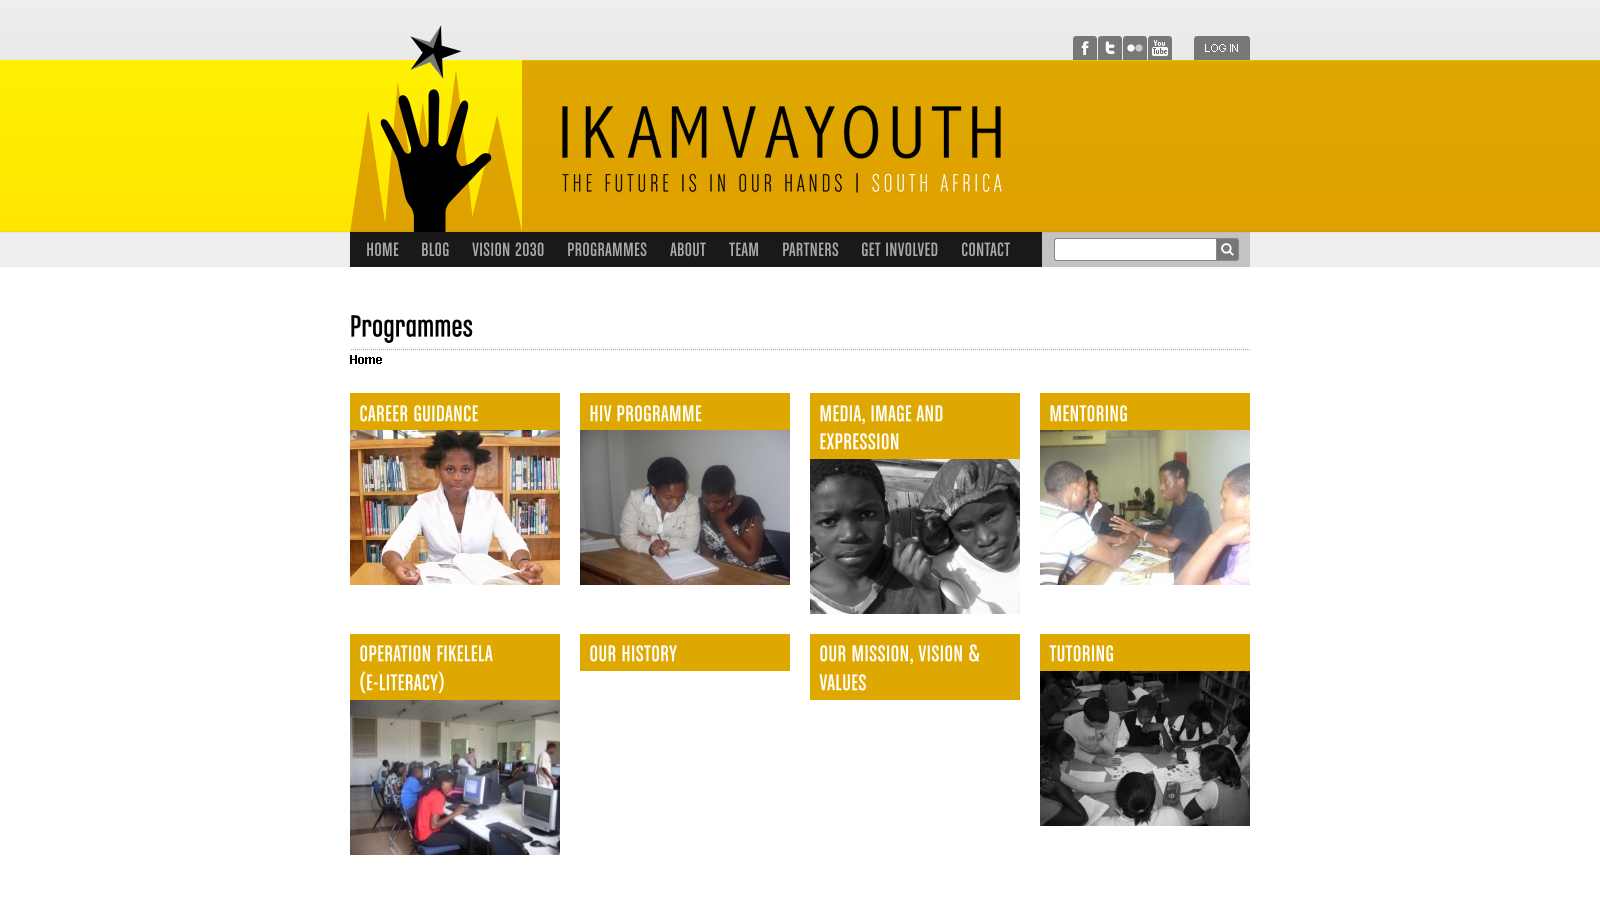 f t You Tube LOG IN
IKAMVAYOUTH
THE FUTURE IS IN OUR HANDS | SOUTH AFRICA
HOME BLOG VISION 2030 PROGRAMMES ABOUT TEAM PARTNERS GET INVOLVED CONTACT
Programmes
Home
CAREER GUIDANCE
HIV PROGRAMME
MEDIA, IMAGE AND
EXPRESSION
MENTORING
OPERATION FIKELELA
(E-LITERACY)
OUR HISTORY
OUR MISSION, VISION &
VALUES
TUTORING